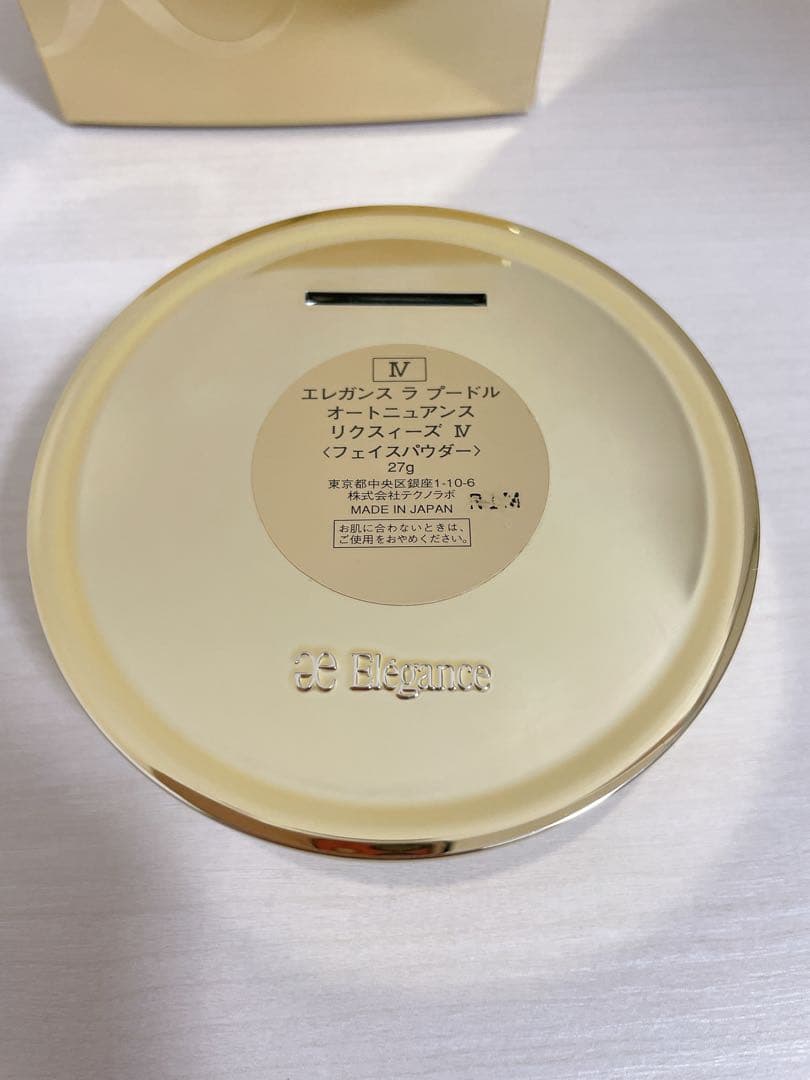 Ⅳ
エレガンス ラ プードル
オートニュアンス
リクスィーズ Ⅳ
〈フェイスパウダー〉
27g
東京都中央区銀座1-10-6
株式会社テクノラボ
MADE IN JAPAN
お肌に合わないときは、
ご使用をおやめください。
Elégance